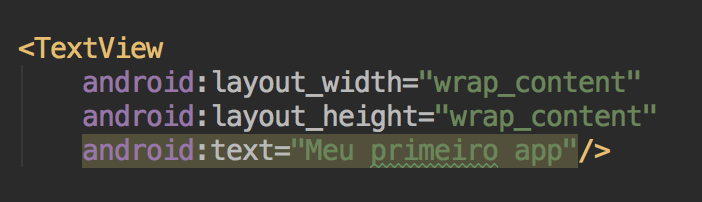 <TextView
android:layout_width="wrap_content"
android:layout_height="wrap_content"
android:text="Meu primeiro app"/>